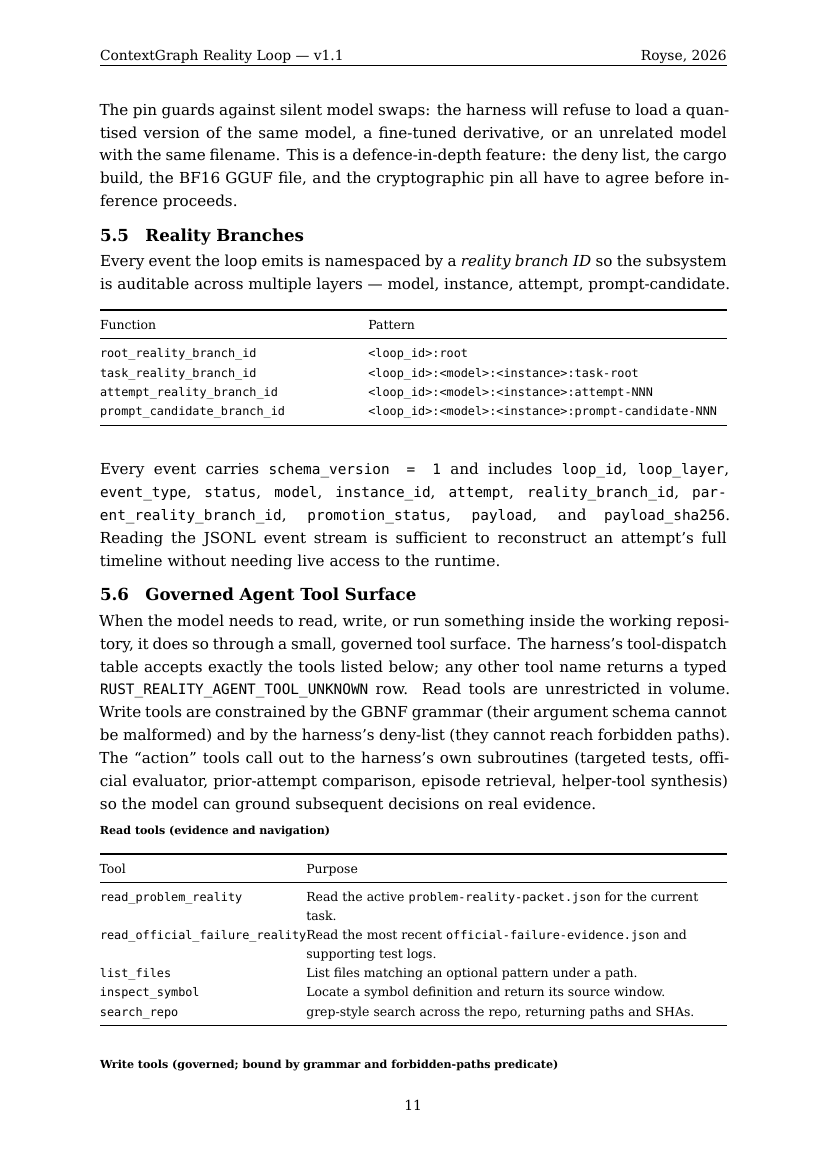 ContextGraph Reality Loop — v1.1 Royse, 2026
The pin guards against silent model swaps: the harness will refuse to load a quan-
tised version of the same model, a fine-tuned derivative, or an unrelated model
with the same filename. This is a defence-in-depth feature: the deny list, the cargo
build, the BF16 GGUF file, and the cryptographic pin all have to agree before in-
ference proceeds.
5.5 Reality Branches
Every event the loop emits is namespaced by a reality branch ID so the subsystem
is auditable across multiple layers — model, instance, attempt, prompt-candidate.
Function Pattern
root_reality_branch_id <loop_id>:root
task_reality_branch_id <loop_id>:<model>:<instance>:task-root
attempt_reality_branch_id <loop_id>:<model>:<instance>:attempt-NNN
prompt_candidate_branch_id <loop_id>:<model>:<instance>:prompt-candidate-NNN
Every event carries schema_version = 1 and includes loop_id, loop_layer,
event_type, status, model, instance_id, attempt, reality_branch_id, par-
ent_reality_branch_id, promotion_status, payload, and payload_sha256.
Reading the JSONL event stream is sufficient to reconstruct an attempt’s full
timeline without needing live access to the runtime.
5.6 Governed Agent Tool Surface
When the model needs to read, write, or run something inside the working reposi-
tory, it does so through a small, governed tool surface. The harness’s tool-dispatch
table accepts exactly the tools listed below; any other tool name returns a typed
RUST_REALITY_AGENT_TOOL_UNKNOWN row. Read tools are unrestricted in volume.
Write tools are constrained by the GBNF grammar (their argument schema cannot
be malformed) and by the harness’s deny-list (they cannot reach forbidden paths).
The “action” tools call out to the harness’s own subroutines (targeted tests, offi-
cial evaluator, prior-attempt comparison, episode retrieval, helper-tool synthesis)
so the model can ground subsequent decisions on real evidence.
Read tools (evidence and navigation)
Tool Purpose
read_problem_reality Read the active problem-reality-packet.json for the current
task.
read_official_failure_reality Read the most recent official-failure-evidence.json and
supporting test logs.
list_files List files matching an optional pattern under a path.
inspect_symbol Locate a symbol definition and return its source window.
search_repo grep-style search across the repo, returning paths and SHAs.
Write tools (governed; bound by grammar and forbidden-paths predicate)
11